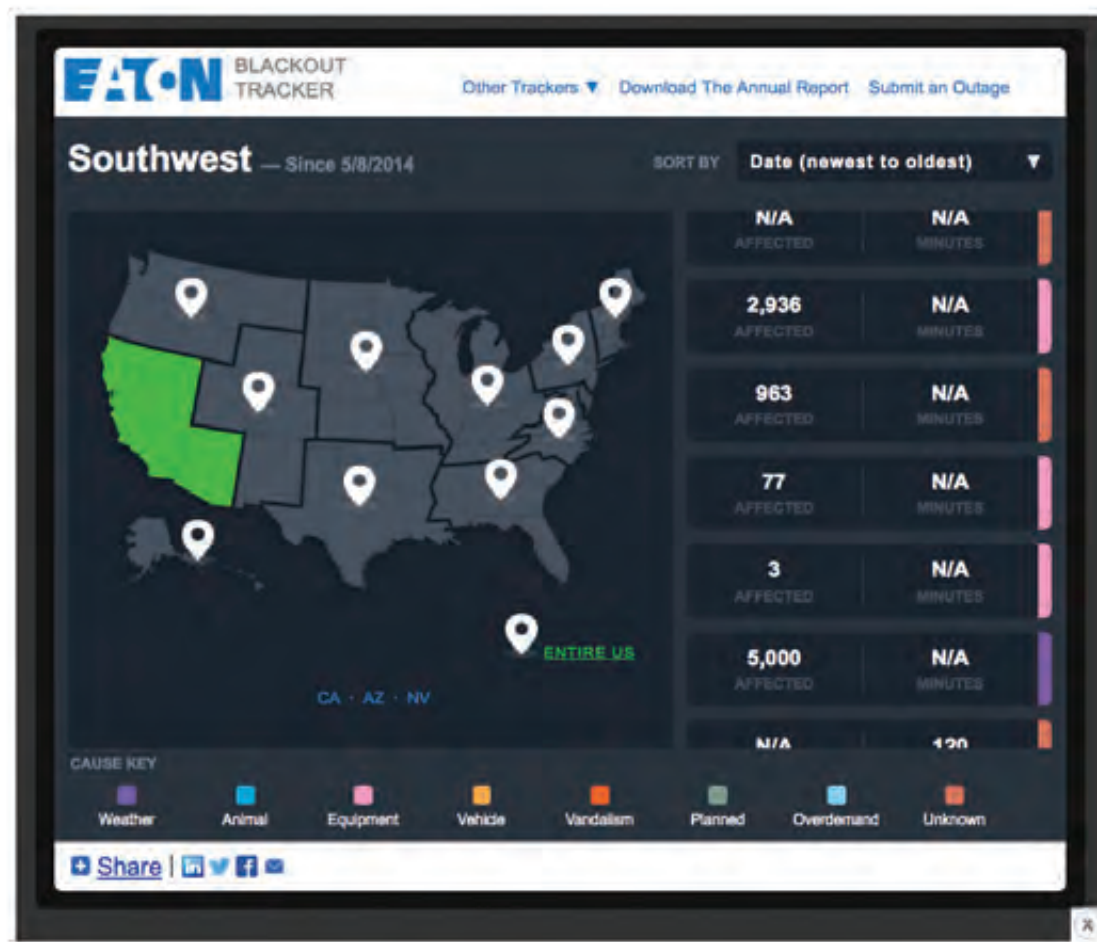 EATON BLACKOUT
TRACKER
Other Trackers ▼ Download The Annual Report Submit an Outage
Southwest — Since 5/8/2014
SORT BY Date (newest to oldest) ▼
N/A N/A
AFFECTED MINUTES
2,936 N/A
AFFECTED MINUTES
963 N/A
AFFECTED MINUTES
77 N/A
AFFECTED MINUTES
3 N/A
AFFECTED MINUTES
5,000 N/A
AFFECTED MINUTES
N/A 120
ENTIRE US
CA · AZ · NV
CAUSE KEY
Weather Animal Equipment Vehicle Vandalism Planned Overdemand Unknown
Share |